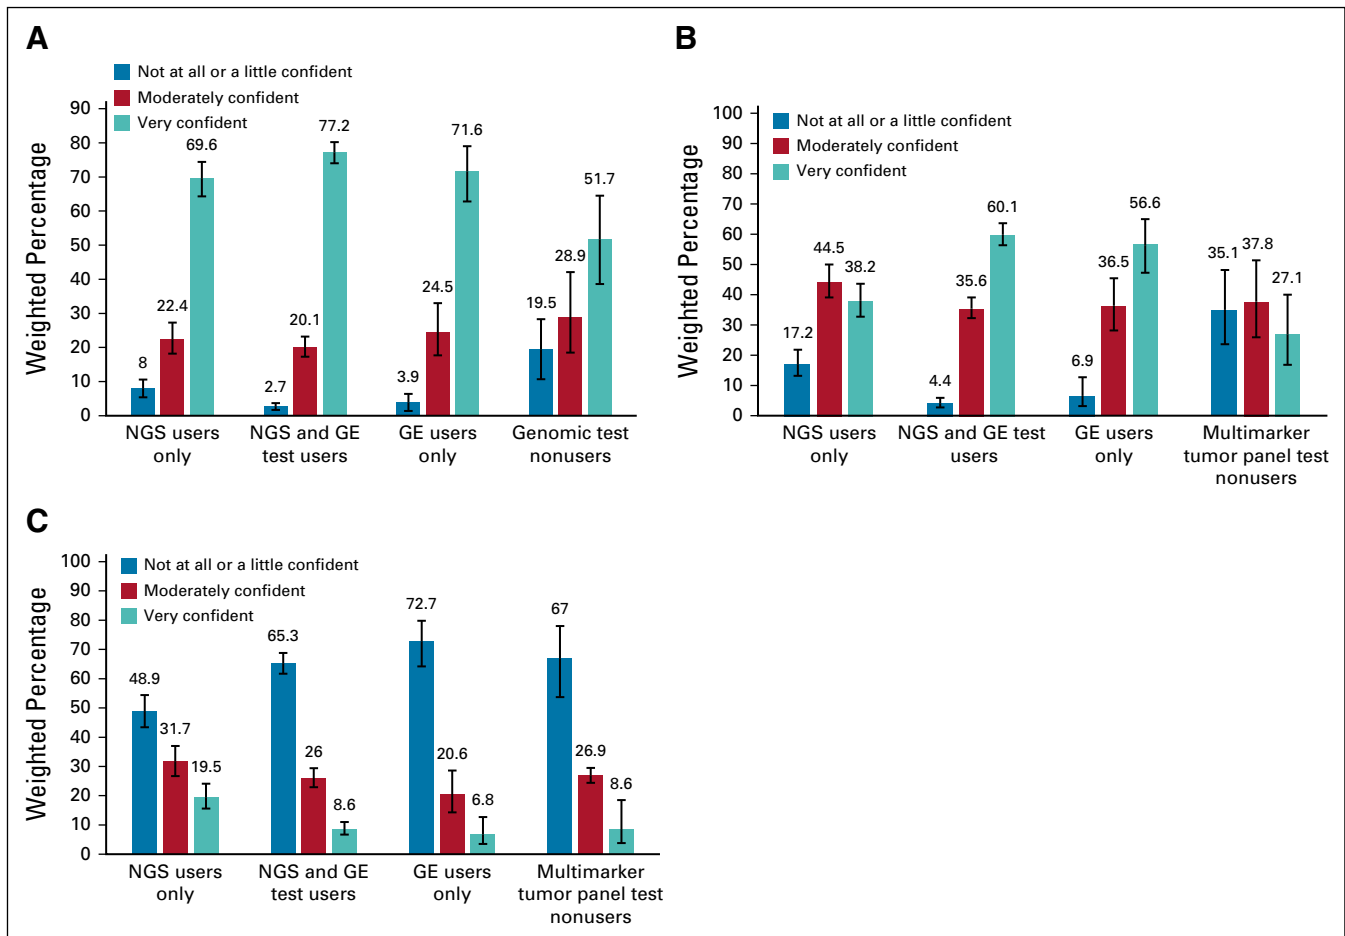 A
Not at all or a little confident
Moderately confident
Very confident
Weighted Percentage
90
80
70
60
50
40
30
20
10
0
8
22.4
69.6
2.7
20.1
77.2
3.9
24.5
71.6
19.5
28.9
51.7
NGS users
only
NGS and GE
test users
GE users
only
Genomic test
nonusers
B
Not at all or a little confident
Moderately confident
Very confident
Weighted Percentage
100
90
80
70
60
50
40
30
20
10
0
17.2
44.5
38.2
4.4
35.6
60.1
6.9
36.5
56.6
35.1
37.8
27.1
NGS users
only
NGS and GE test
users
GE users
only
Multimarker
tumor panel test
nonusers
C
Not at all or a little confident
Moderately confident
Very confident
Weighted Percentage
100
90
80
70
60
50
40
30
20
10
0
48.9
31.7
19.5
65.3
26
8.6
72.7
20.6
6.8
67
26.9
8.6
NGS users
only
NGS and GE
test users
GE users
only
Multimarker
tumor panel test
nonusers